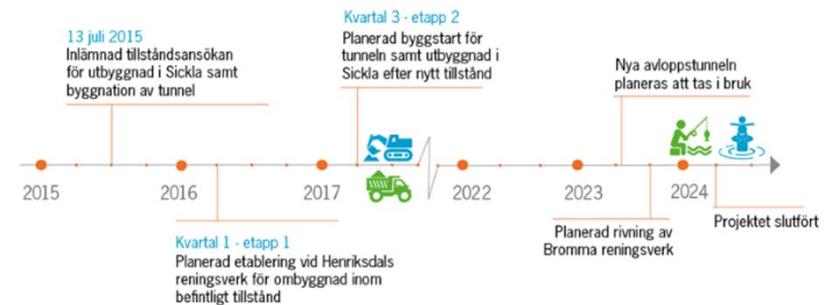 13 juli 2015
Inlämnad tillståndsansökan
för utbyggnad i Sickla samt
byggnation av tunnel
Kvartal 3 - etapp 2
Planerad byggstart för
tunneln samt utbyggnad i
Sickla efter nytt tillstånd
Nya avloppstunneln
planeras att tas i bruk
2015
2016
2017
2022
2023
2024
Kvartal 1 - etapp 1
Planerad etablering vid Henriksdals
reningsverk för ombyggnad inom
befintligt tillstånd
Planerad rivning av
Bromma reningsverk
Projektet slutfört